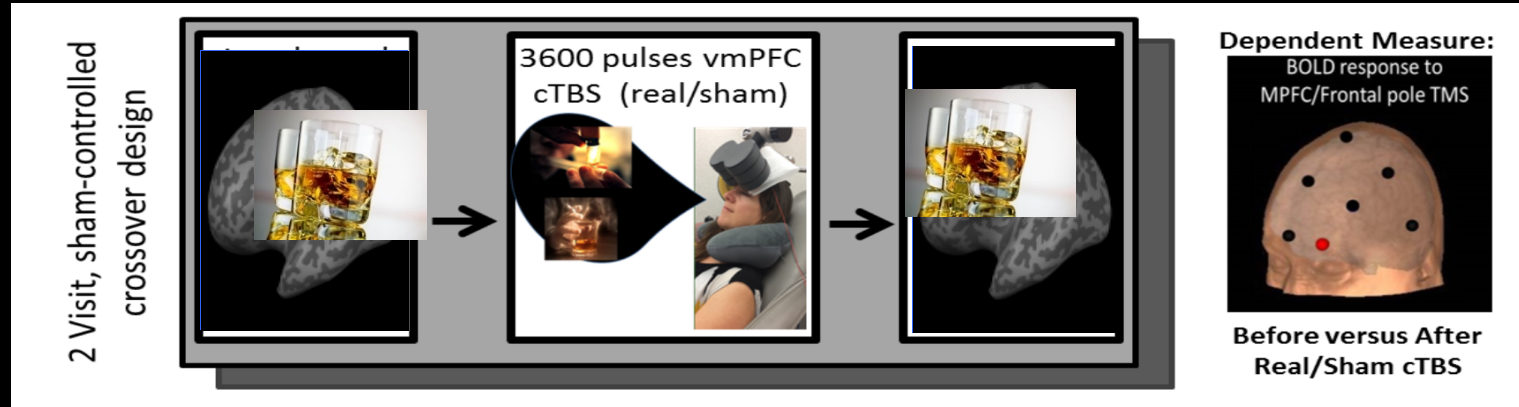 2 Visit, sham-controlled
crossover design
3600 pulses vmPFC
cTBS (real/sham)
Dependent Measure:
BOLD response to
MPFC/Frontal pole TMS
Before versus After
Real/Sham cTBS